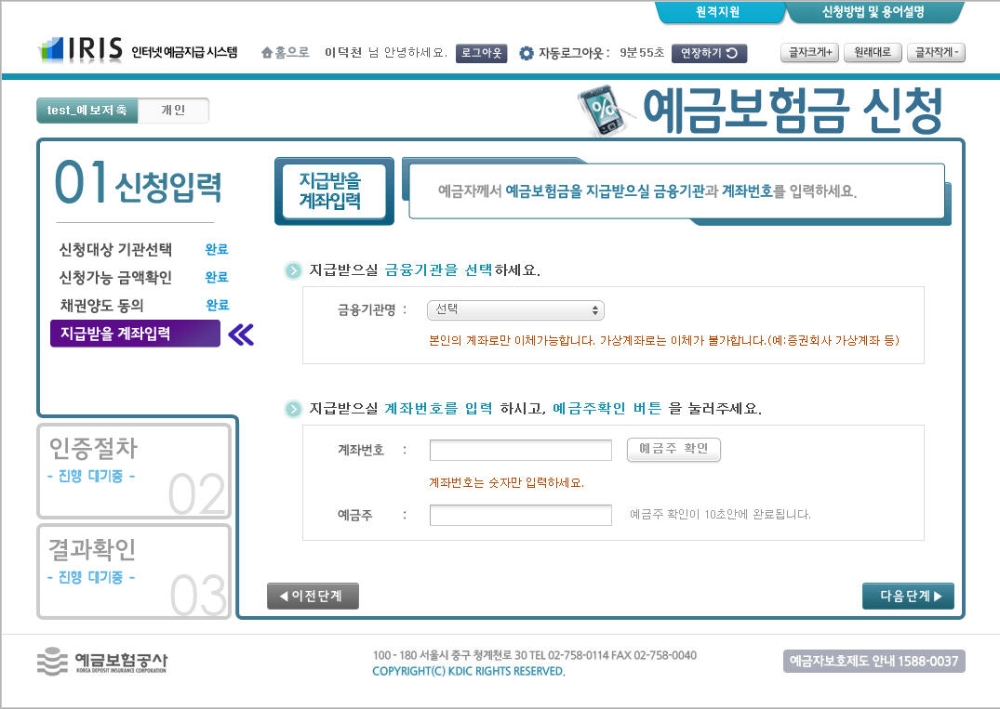 원격지원 신청방법 및 용어설명
IRIS 인터넷 예금지급 시스템 홈으로 이덕천 님 안녕하세요. 로그아웃 자동로그아웃 : 9분55초 연장하기 글자크게+ 원래대로 글자작게-
test_예보저축 개인
예금보험금 신청
01 신청입력
신청대상 기관선택 완료
신청가능 금액확인 완료
채권양도 동의 완료
지급받을 계좌입력
지급받을
계좌입력
예금자께서 예금보험금을 지급받으실 금융기관과 계좌번호를 입력하세요.
지급받으실 금융기관을 선택하세요.
금융기관명 : 선택
본인의 계좌로만 이체가능합니다. 가상계좌로는 이체가 불가합니다.(예:증권회사 가상계좌 등)
지급받으실 계좌번호를 입력 하시고, 예금주확인 버튼 을 눌러주세요.
계좌번호 : 예금주 확인
계좌번호는 숫자만 입력하세요.
예금주 : 예금주 확인이 10초안에 완료됩니다.
인증절차
- 진행 대기중 -
02
결과확인
- 진행 대기중 -
03
이전단계 다음단계
예금보험공사
KOREA DEPOSIT INSURANCE CORPORATION
100 - 180 서울시 중구 청계천로 30 TEL 02-758-0114 FAX 02-758-0040
COPYRIGHT(C) KDIC RIGHTS RESERVED.
예금자보호제도 안내 1588-0037